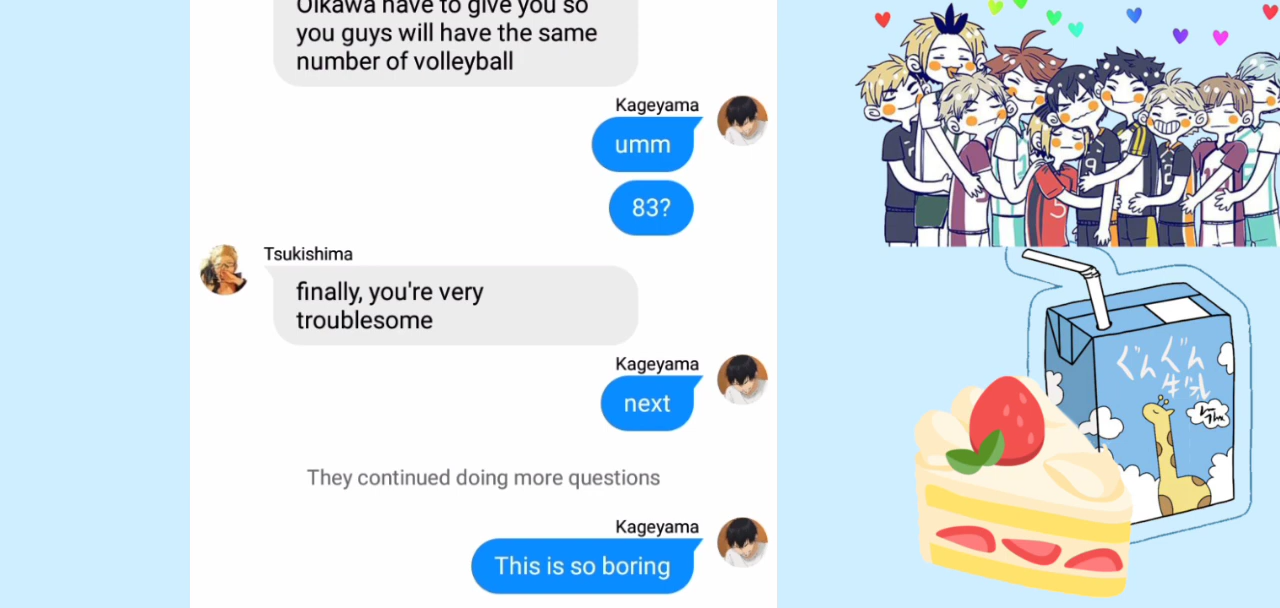 Oikawa have to give you so
you guys will have the same
number of volleyball
Kageyama
umm
83?
Tsukishima
finally, you're very
troublesome
Kageyama
next
They continued doing more questions
Kageyama
This is so boring
ぐんぐん
牛乳